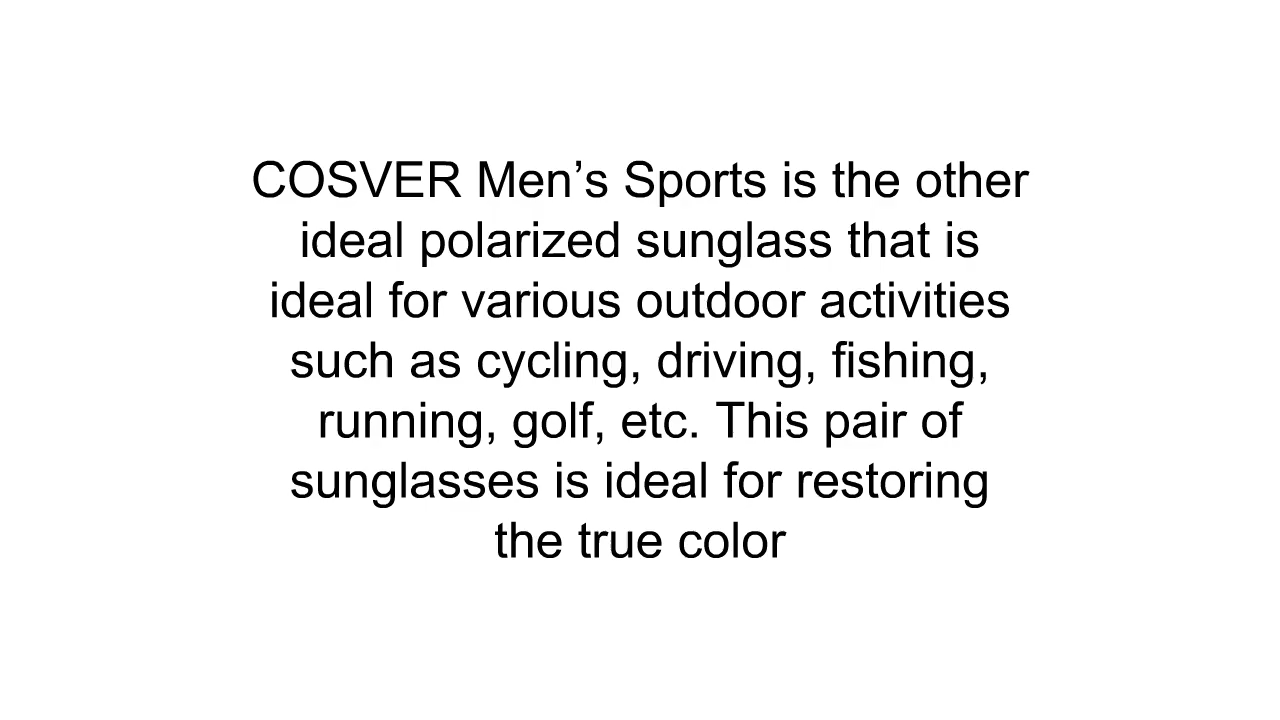 COSVER Men’s Sports is the other
ideal polarized sunglass that is
ideal for various outdoor activities
such as cycling, driving, fishing,
running, golf, etc. This pair of
sunglasses is ideal for restoring
the true color